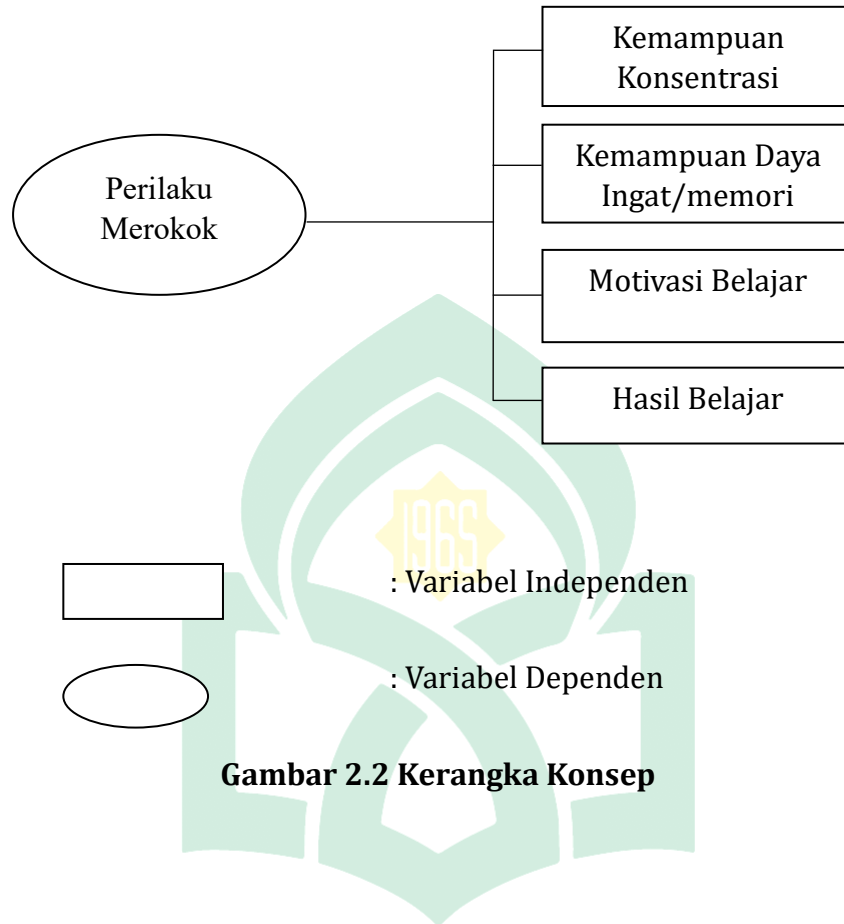 Kemampuan
Konsentrasi
Kemampuan Daya
Ingat/memori
Perilaku
Merokok
Motivasi Belajar
Hasil Belajar
1965
: Variabel Independen
: Variabel Dependen
Gambar 2.2 Kerangka Konsep